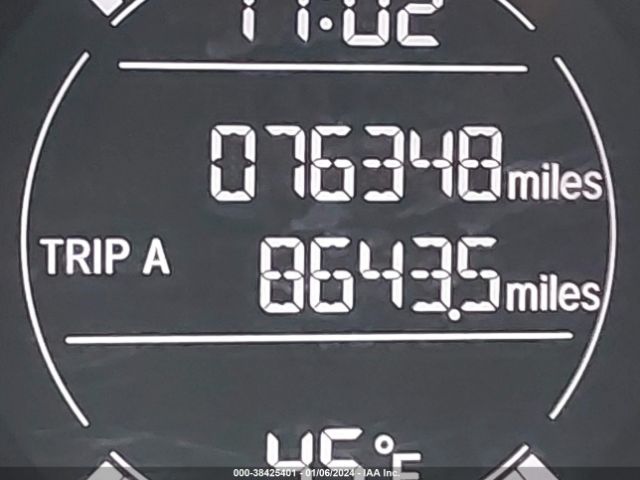 11:02
076348 miles
TRIP A 8643.5 miles
45°F
000-38425401 - 01/06/2024 - IAA Inc.